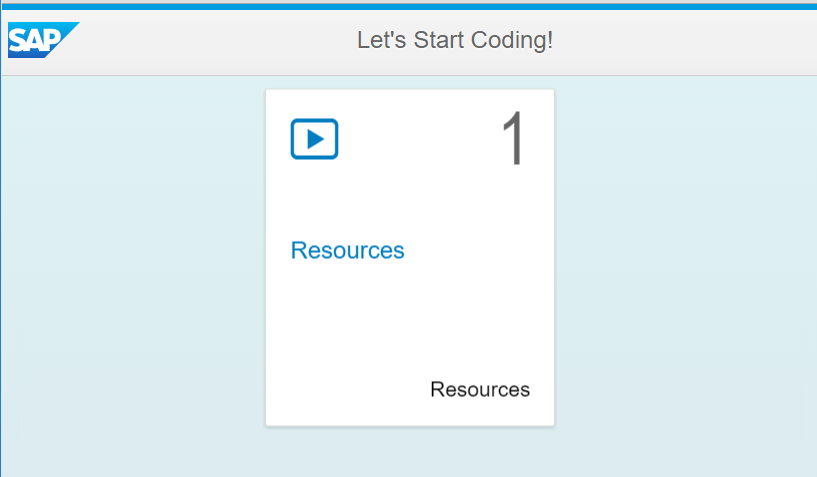 SAP
Let's Start Coding!
1
Resources
Resources